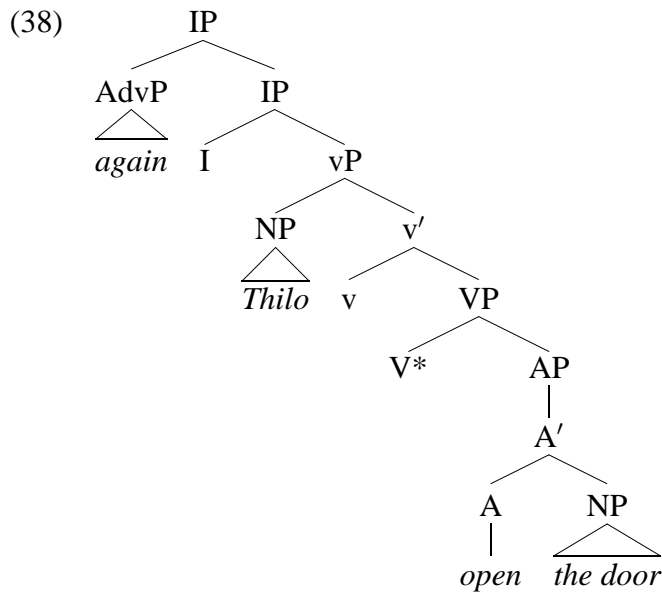 (38) IP
AdvP IP
again I vP
NP v′
Thilo v VP
V* AP
A′
A NP
open the door